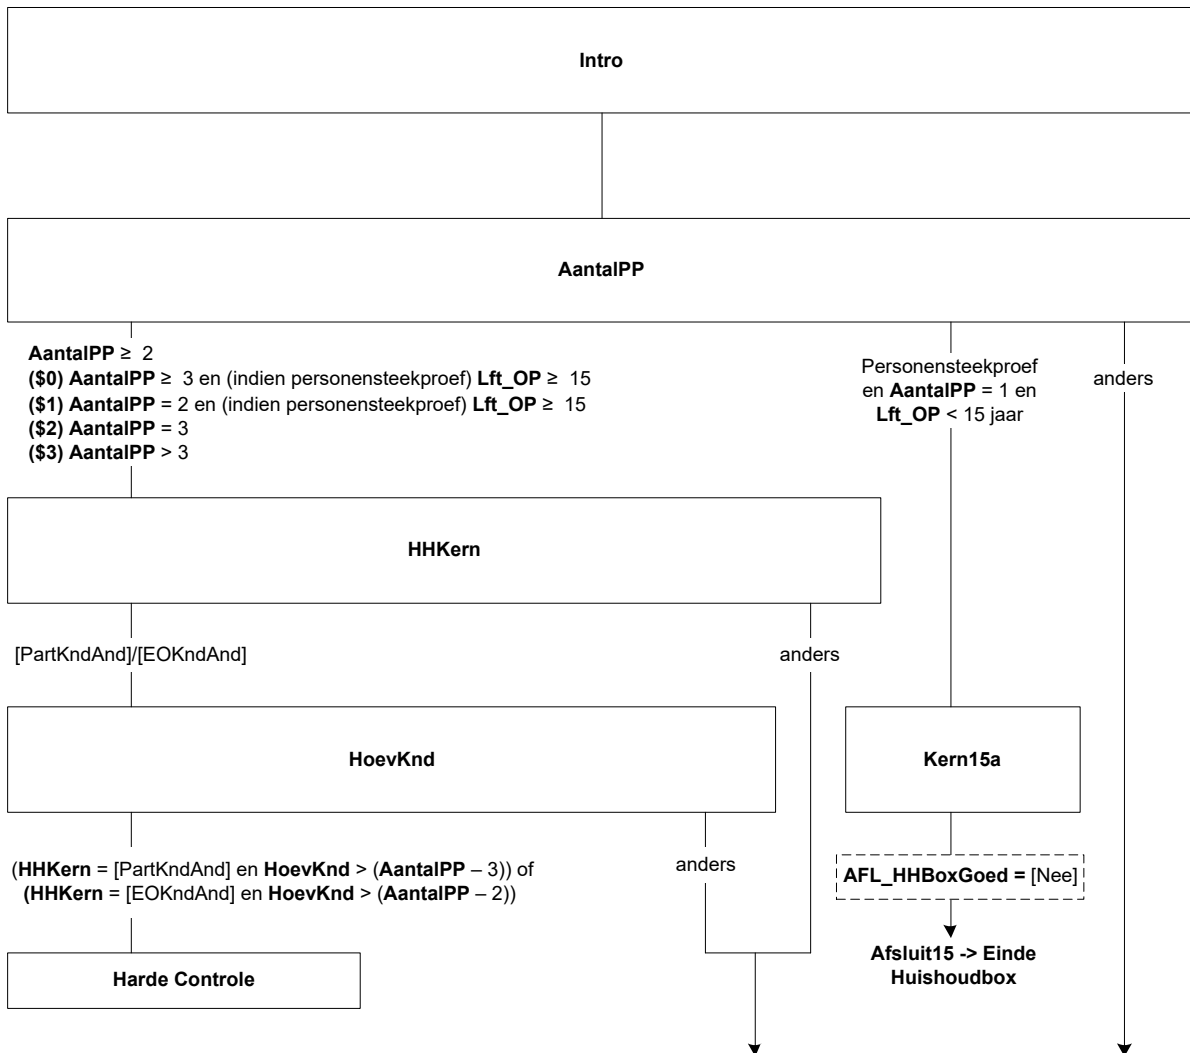 Intro
AantalPP
AantalPP ≥ 2
($0) AantalPP ≥ 3 en (indien personensteekproef) Lft_OP ≥ 15
($1) AantalPP = 2 en (indien personensteekproef) Lft_OP ≥ 15
($2) AantalPP = 3
($3) AantalPP > 3
Personensteekproef
en AantalPP = 1 en
Lft_OP < 15 jaar
anders
HHKern
[PartKndAnd]/[EOKndAnd]
anders
HoevKnd
Kern15a
(HHKern = [PartKndAnd] en HoevKnd > (AantalPP – 3)) of
(HHKern = [EOKndAnd] en HoevKnd > (AantalPP – 2))
anders
AFL_HHBoxGoed = [Nee]
Afsluit15 -> Einde
Huishoudbox
Harde Controle